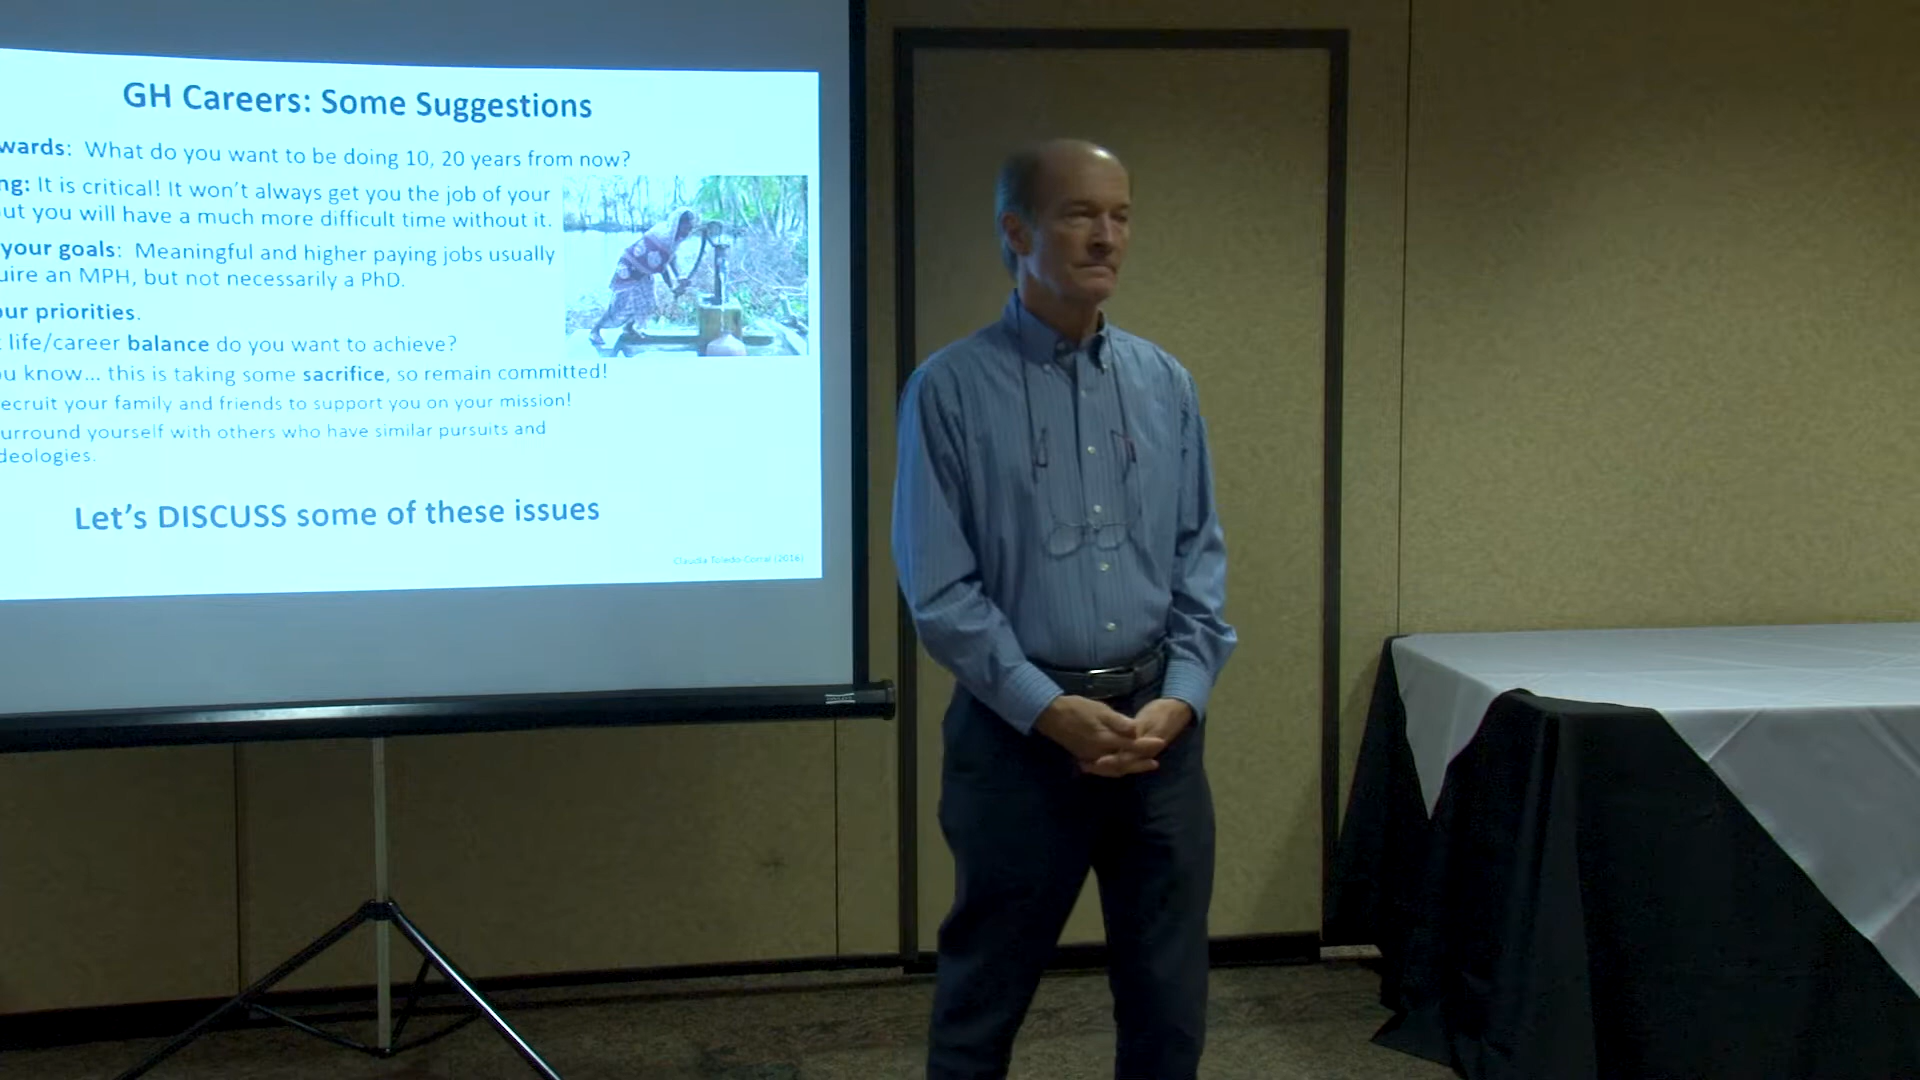 GH Careers: Some Suggestions
wards: What do you want to be doing 10, 20 years from now?
ng: It is critical! It won't always get you the job of your
out you will have a much more difficult time without it.
your goals: Meaningful and higher paying jobs usually
uire an MPH, but not necessarily a PhD.
our priorities.
life/career balance do you want to achieve?
ou know... this is taking some sacrifice, so remain committed!
ecruit your family and friends to support you on your mission!
urround yourself with others who have similar pursuits and
deologies.
Let's DISCUSS some of these issues
Claudia Toledo-Corral (2016)